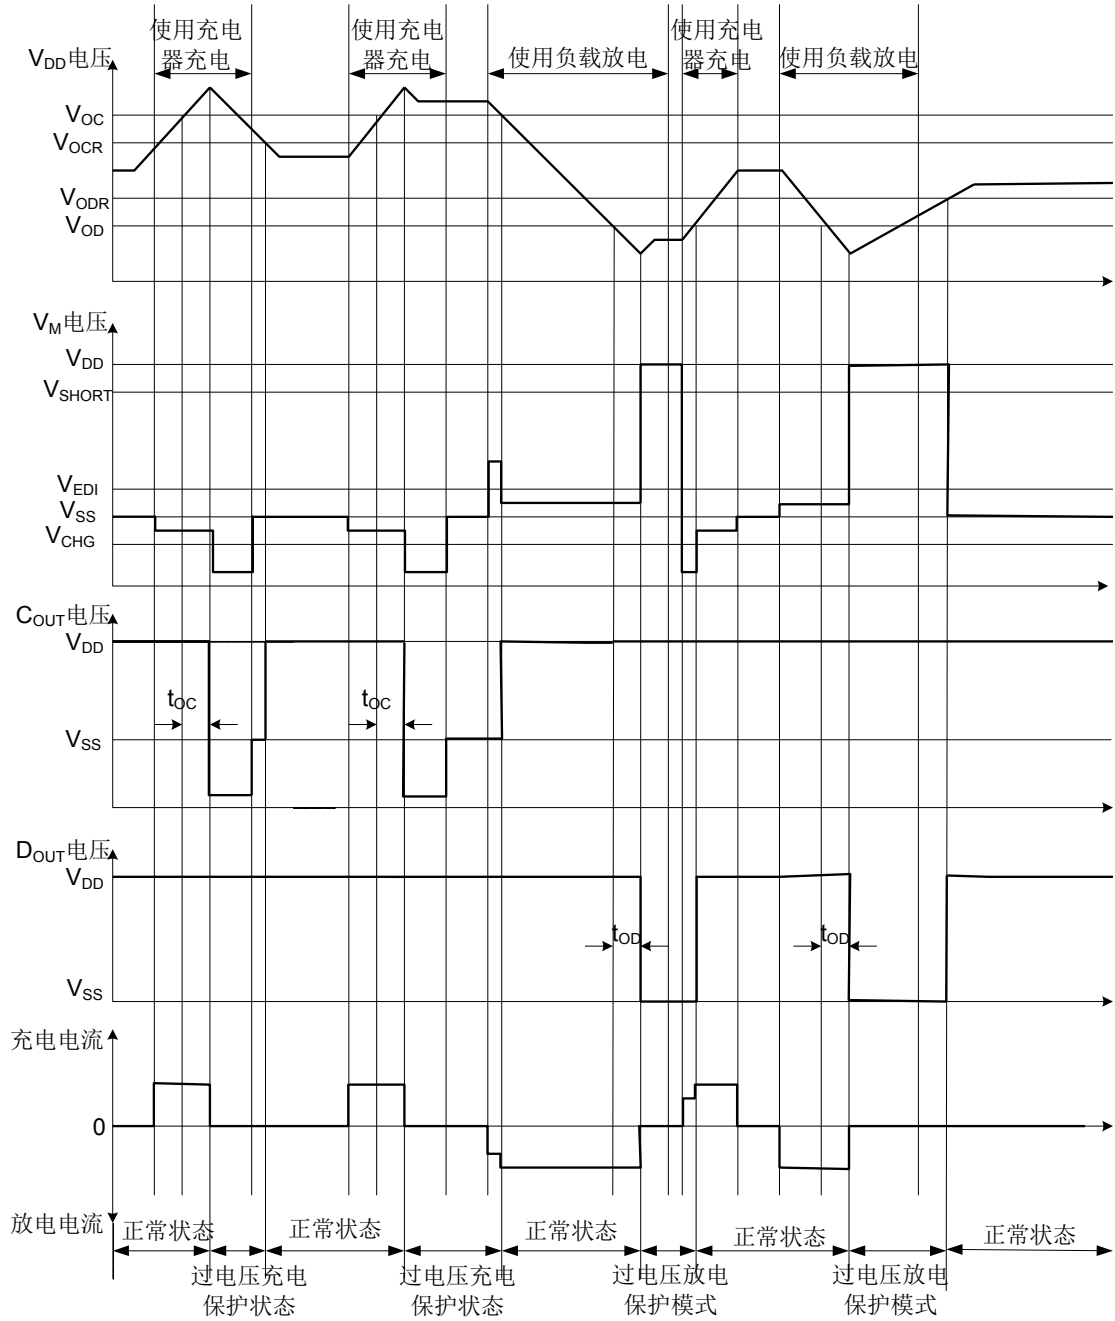 使用充电
器充电
使用充电
器充电
使用负载放电
使用充电
器充电
使用负载放电
VDD电压
VOC
VOCR
VODR
VOD
VM电压
VDD
VSHORT
VEDI
VSS
VCHG
COUT电压
VDD
tOC
tOC
VSS
DOUT电压
VDD
tOD
tOD
VSS
充电电流
0
放电电流
正常状态
正常状态
正常状态
正常状态
正常状态
过电压充电
保护状态
过电压充电
保护状态
过电压放电
保护模式
过电压放电
保护模式